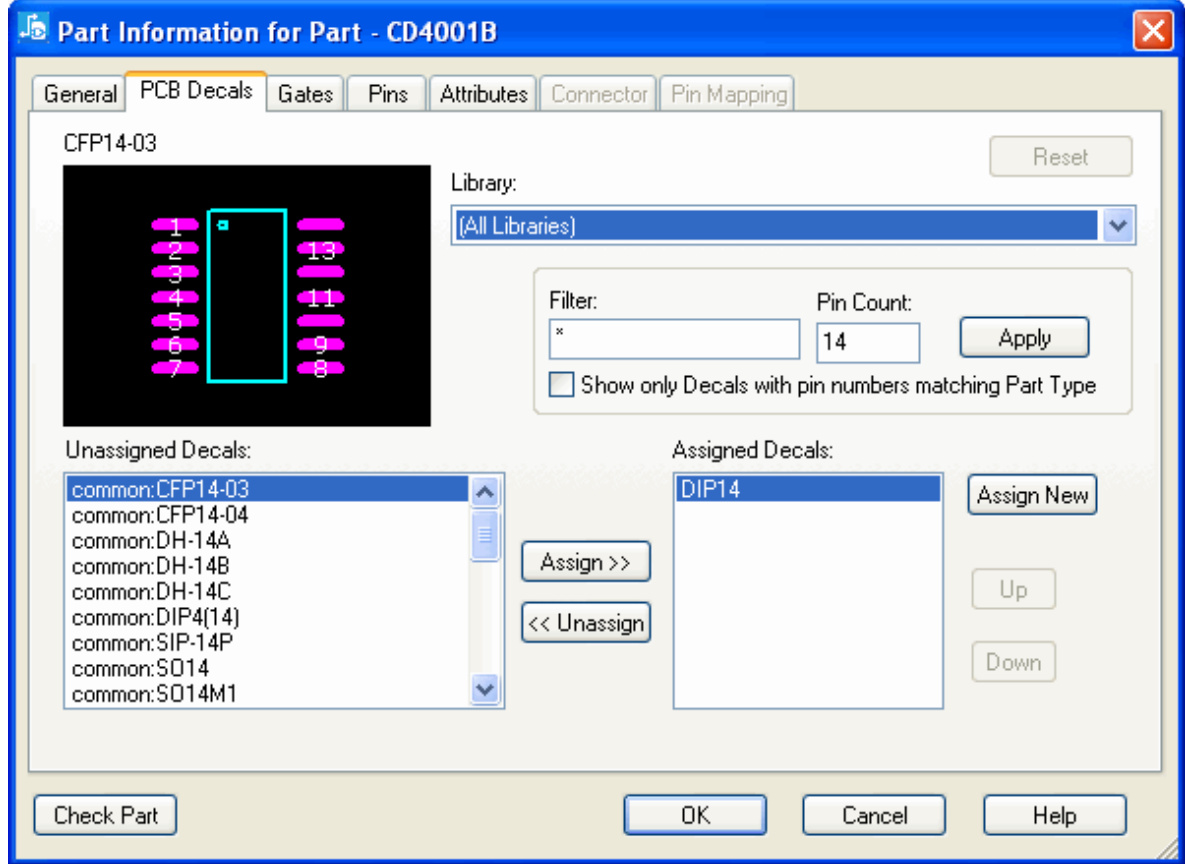 Part Information for Part - CD4001B
General PCB Decals Gates Pins Attributes Connector Pin Mapping
CFP14-03
Reset
Library:
(All Libraries)
1
2 13
3
4 11
5
6 9
7 8
Filter: Pin Count:
* 14 Apply
Show only Decals with pin numbers matching Part Type
Unassigned Decals: Assigned Decals:
common:CFP14-03 DIP14 Assign New
common:CFP14-04
common:DH-14A
common:DH-14B Assign >>
common:DH-14C Up
common:DIP4(14) << Unassign
common:SIP-14P
common:SO14 Down
common:SO14M1
Check Part OK Cancel Help